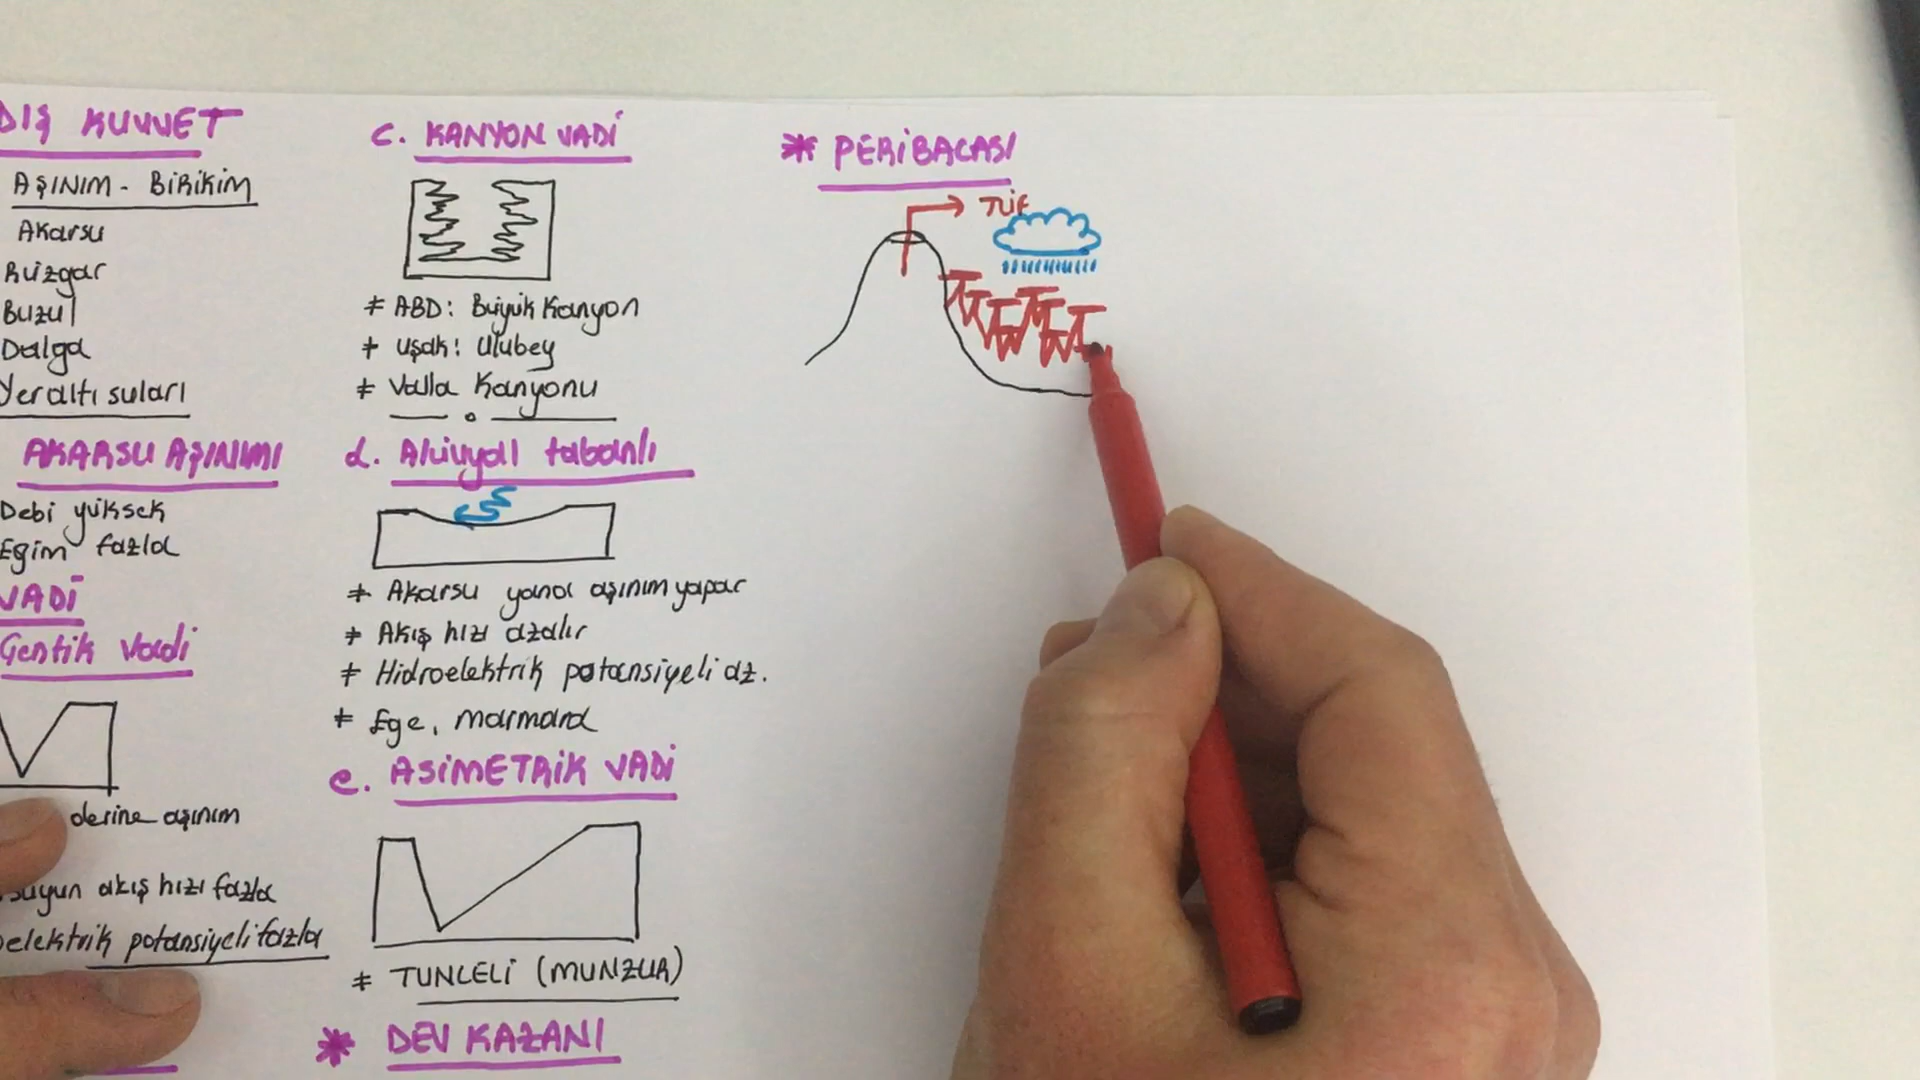 DIŞ KUVVET
AŞINIM - BİRİKİM
Akarsu
Rüzgar
Buzul
Dalga
Yeraltı suları
AKARSU AŞINIMI
Debi yüksek
Eğim fazla
VADİ
Çentik Vadi
derine aşınım
suyun akış hızı fazla
elektrik potansiyeli fazla
C. KANYON VADİ
* ABD: Büyük Kanyon
* Uşak: Ulubey
* Valla Kanyonu
d. Alüvyall tabanlı
* Akarsu yana aşınım yapar
* Akış hızı azalır
* Hidroelektrik potansiyeli az.
* Ege, Marmara
e. ASİMETRİK VADİ
* TUNCELİ (MUNZUR)
* DEV KAZANI
* PERİBACASI
TÜF